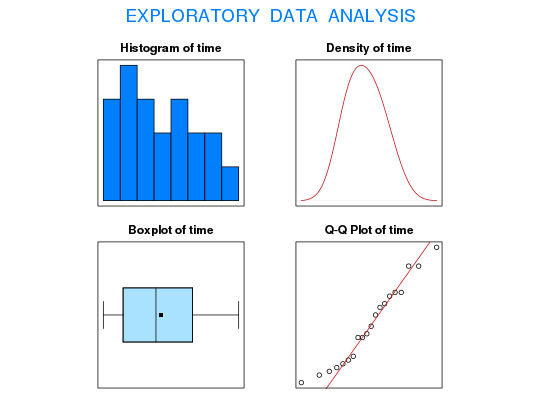 EXPLORATORY DATA ANALYSIS
Histogram of time
Density of time
Boxplot of time
Q-Q Plot of time